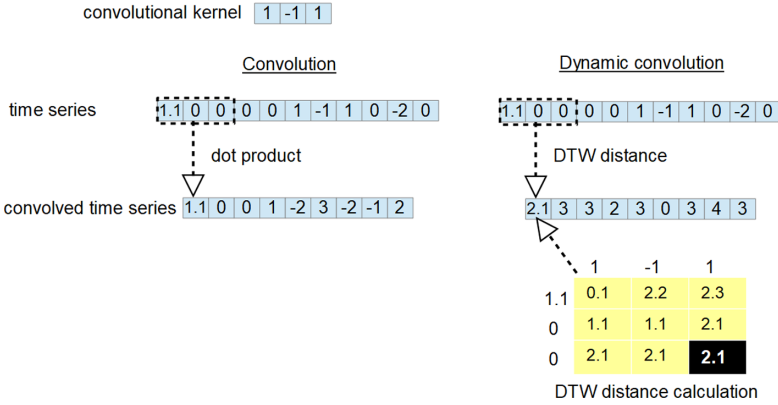 convolutional kernel 1 -1 1
Convolution
Dynamic convolution
time series 1.1 0 0 0 0 1 -1 1 0 -2 0
1.1 0 0 0 0 1 -1 1 0 -2 0
dot product
DTW distance
convolved time series 1.1 0 0 1 -2 3 -2 -1 2
2.1 3 3 2 3 0 3 4 3
1 -1 1
1.1 0.1 2.2 2.3
0 1.1 1.1 2.1
0 2.1 2.1 2.1
DTW distance calculation